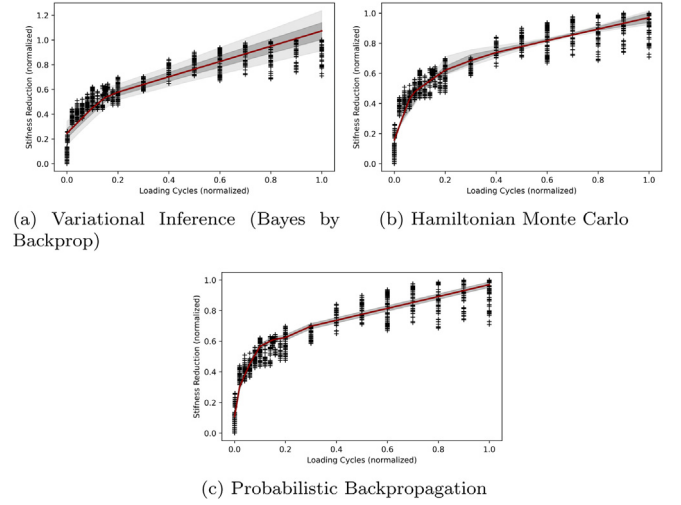 1.2
1.0
0.8
0.6
0.4
0.2
0.0
0.0 0.2 0.4 0.6 0.8 1.0
Loading Cycles (normalized)
Stifness Reduction (normalized)
1.0
0.8
0.6
0.4
0.2
0.0
0.0 0.2 0.4 0.6 0.8 1.0
Loading Cycles (normalized)
Stifness Reduction (normalized)
(a) Variational Inference (Bayes by
Backprop)
(b) Hamiltonian Monte Carlo
1.0
0.8
0.6
0.4
0.2
0.0
0.0 0.2 0.4 0.6 0.8 1.0
Loading Cycles (normalized)
Stifness Reduction (normalized)
(c) Probabilistic Backpropagation